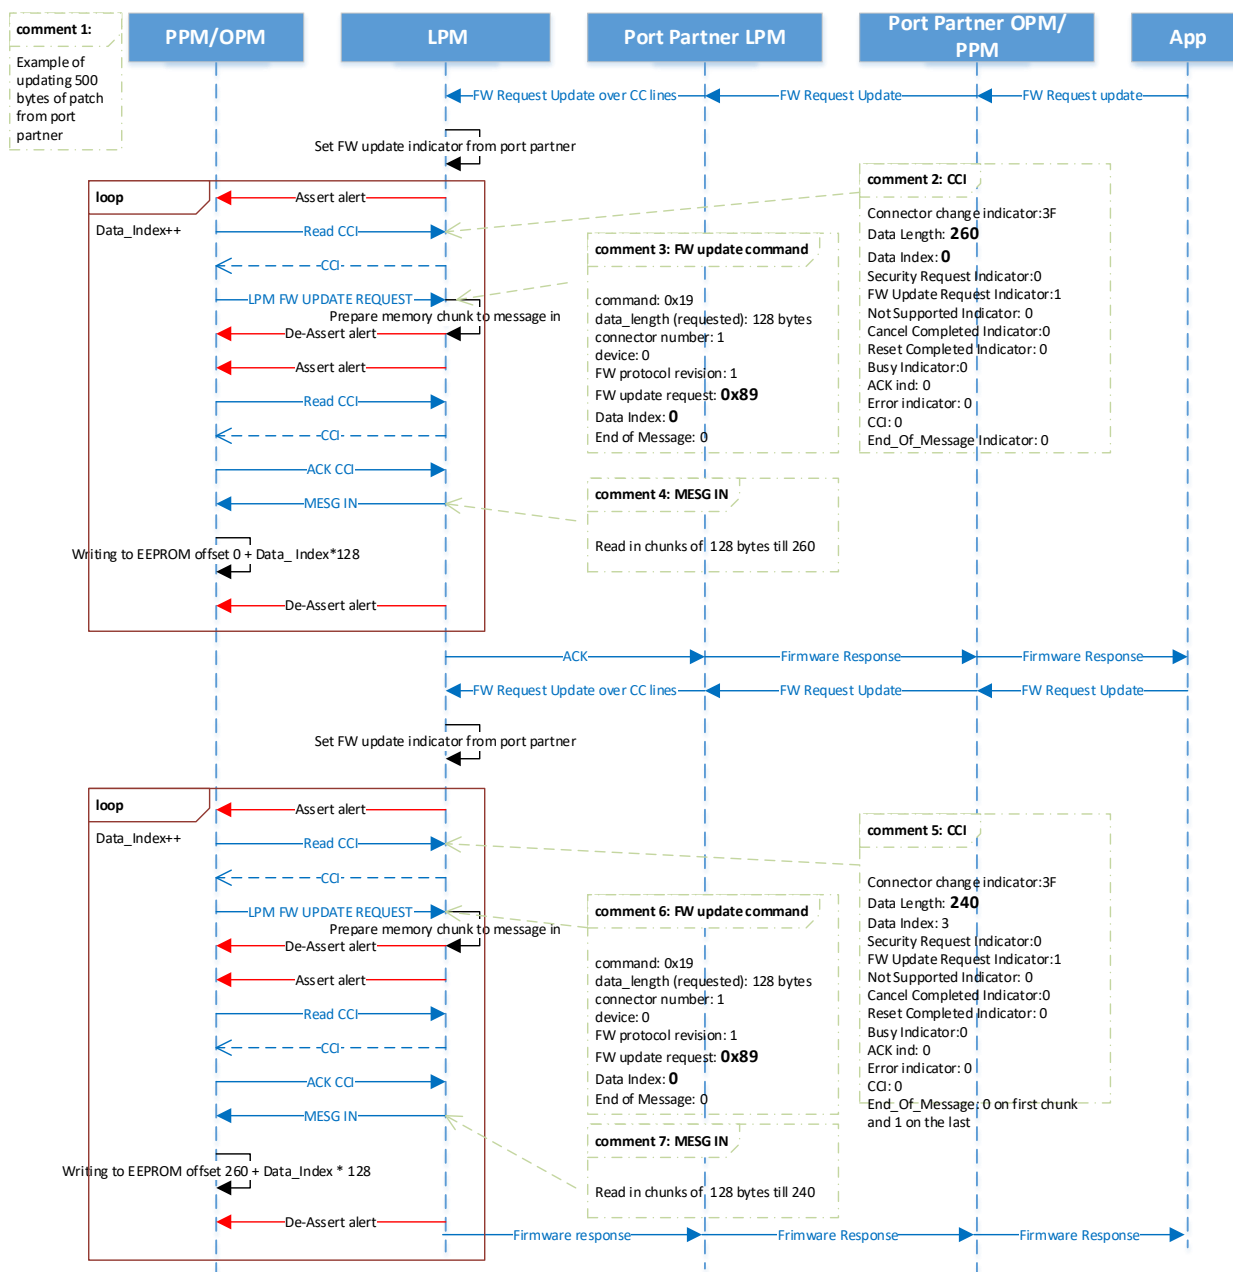 comment 1:
Example of
updating 500
bytes of patch
from port
partner
PPM/OPM
LPM
Port Partner LPM
Port Partner OPM/
PPM
App
FW Request Update over CC lines
FW Request Update
FW Request update
Set FW update indicator from port partner
loop
Data_Index++
Assert alert
Read CCI
CCI
LPM FW UPDATE REQUEST
Prepare memory chunk to message in
De-Assert alert
Assert alert
Read CCI
CCI
ACK CCI
MESG IN
Writing to EEPROM offset 0 + Data_ Index*128
De-Assert alert
comment 2: CCI
Connector change indicator:3F
Data Length: 260
Data Index: 0
Security Request Indicator:0
FW Update Request Indicator:1
Not Supported Indicator: 0
Cancel Completed Indicator:0
Reset Completed Indicator: 0
Busy Indicator:0
ACK ind: 0
Error indicator: 0
CCI: 0
End_Of_Message Indicator: 0
comment 3: FW update command
command: 0x19
data_length (requested): 128 bytes
connector number: 1
device: 0
FW protocol revision: 1
FW update request: 0x89
Data Index: 0
End of Message: 0
comment 4: MESG IN
Read in chunks of 128 bytes till 260
ACK
Firmware Response
Firmware Response
FW Request Update over CC lines
FW Request Update
FW Request Update
Set FW update indicator from port partner
loop
Data_Index++
Assert alert
Read CCI
CCI
LPM FW UPDATE REQUEST
Prepare memory chunk to message in
De-Assert alert
Assert alert
Read CCI
CCI
ACK CCI
MESG IN
Writing to EEPROM offset 260 + Data_Index * 128
De-Assert alert
comment 5: CCI
Connector change indicator:3F
Data Length: 240
Data Index: 3
Security Request Indicator:0
FW Update Request Indicator:1
Not Supported Indicator: 0
Cancel Completed Indicator:0
Reset Completed Indicator: 0
Busy Indicator:0
ACK ind: 0
Error indicator: 0
CCI: 0
End_Of_Message: 0 on first chunk
and 1 on the last
comment 6: FW update command
command: 0x19
data_length (requested): 128 bytes
connector number: 1
device: 0
FW protocol revision: 1
FW update request: 0x89
Data Index: 0
End of Message: 0
comment 7: MESG IN
Read in chunks of 128 bytes till 240
Firmware response
Frimware Response
Firmware Response